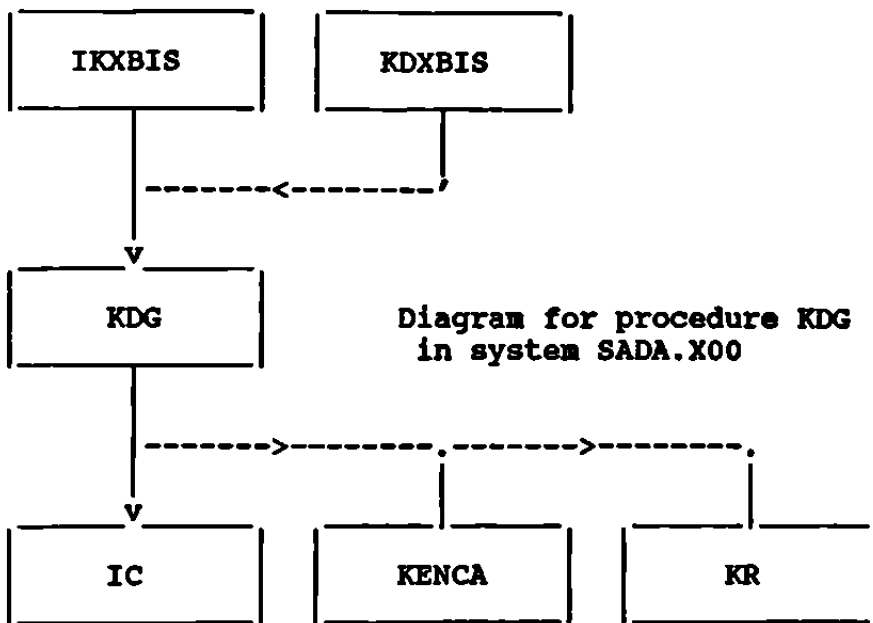 IKXBIS KDXBIS
KDG
Diagram for procedure KDG
in system SADA.X00
IC KENCA KR